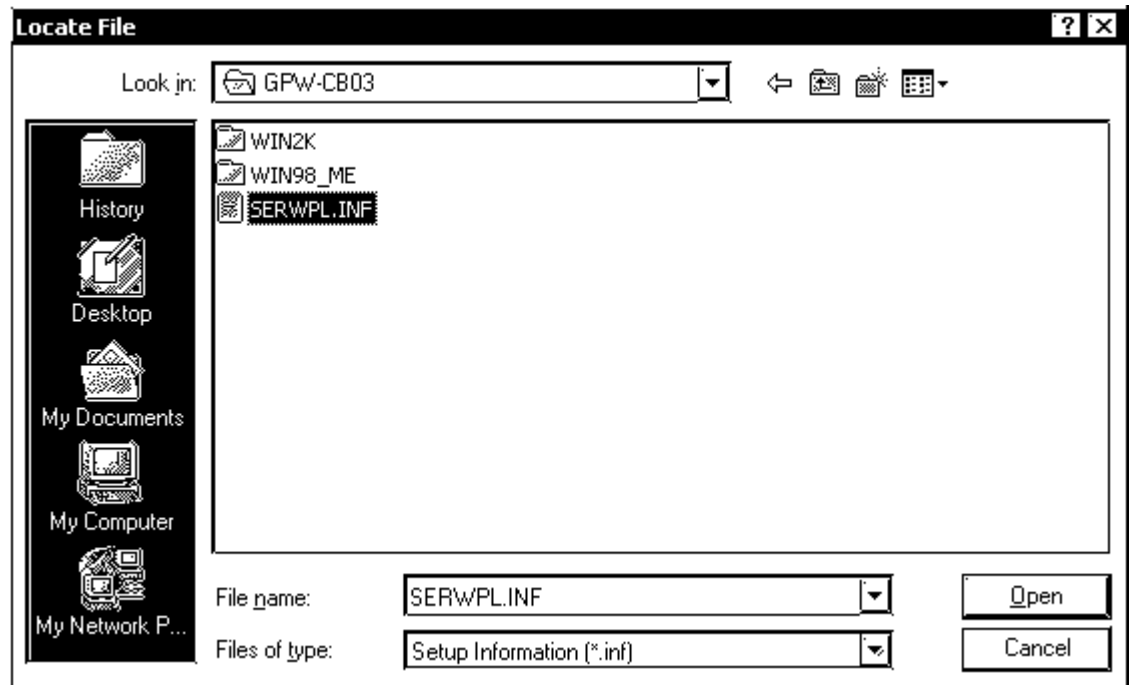 Locate File
Look in: GPW-CB03
WIN2K
WIN98_ME
SERWPL.INF
History
Desktop
My Documents
My Computer
My Network P...
File name: SERWPL.INF Open
Files of type: Setup Information (*.inf) Cancel